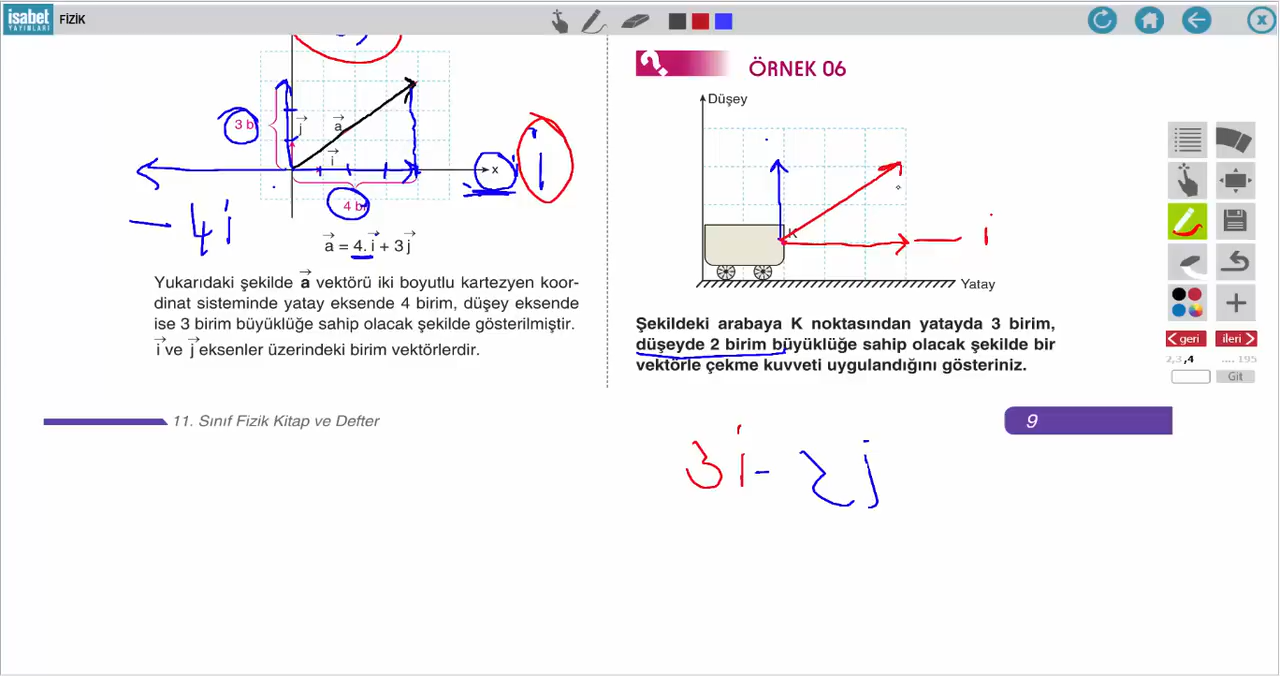 isabet
YAYINLARI
FİZİK
3 b
j
a
i
x
4 b
i
- 4i
a = 4. i + 3 j
Yukarıdaki şekilde a vektörü iki boyutlu kartezyen koor-
dinat sisteminde yatay eksende 4 birim, düşey eksende
ise 3 birim büyüklüğe sahip olacak şekilde gösterilmiştir.
i ve j eksenler üzerindeki birim vektörlerdir.
11. Sınıf Fizik Kitap ve Defter
?
ÖRNEK 06
Düşey
K
i
Yatay
Şekildeki arabaya K noktasından yatayda 3 birim,
düşeyde 2 birim büyüklüğe sahip olacak şekilde bir
vektörle çekme kuvveti uygulandığını gösteriniz.
9
3i - 2j
geri
ileri
2,3,4
.... 195
Git